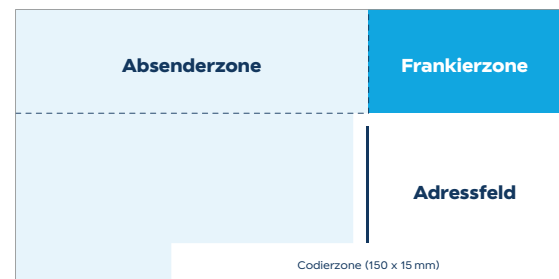 Absenderzone
Frankierzone
Adressfeld
Codierzone (150 x 15 mm)